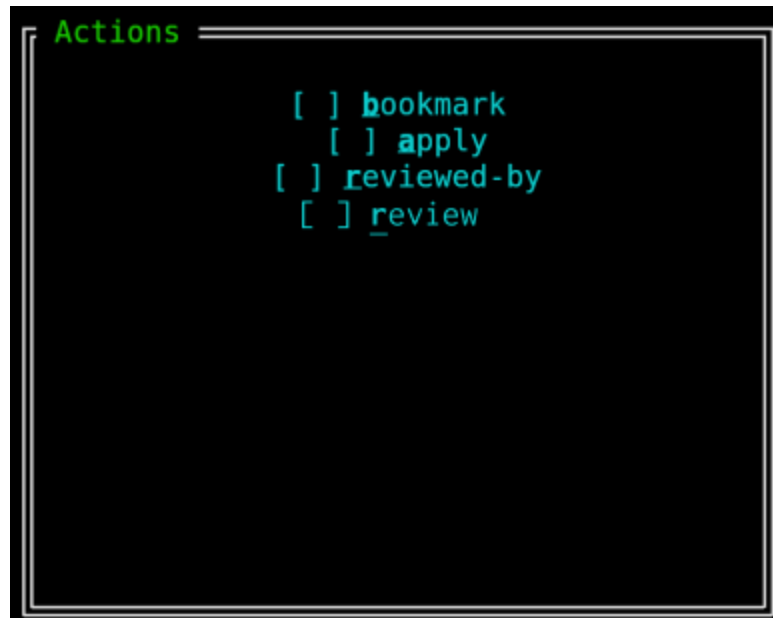 Actions
[ ] bookmark
[ ] apply
[ ] reviewed-by
[ ] review